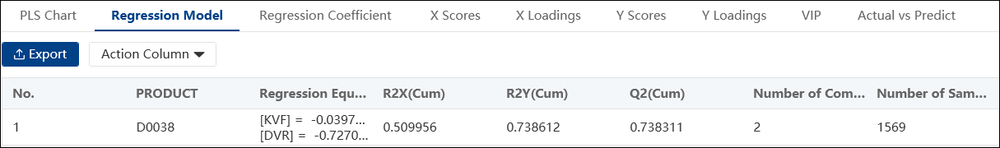 PLS Chart Regression Model Regression Coefficient X Scores X Loadings Y Scores Y Loadings VIP Actual vs Predict
Export Action Column
No. PRODUCT Regression Equ... R2X(Cum) R2Y(Cum) Q2(Cum) Number of Com... Number of Sam...
1 D0038 [KVF] = -0.0397... 0.509956 0.738612 0.738311 2 1569
[DVR] = -0.7270...